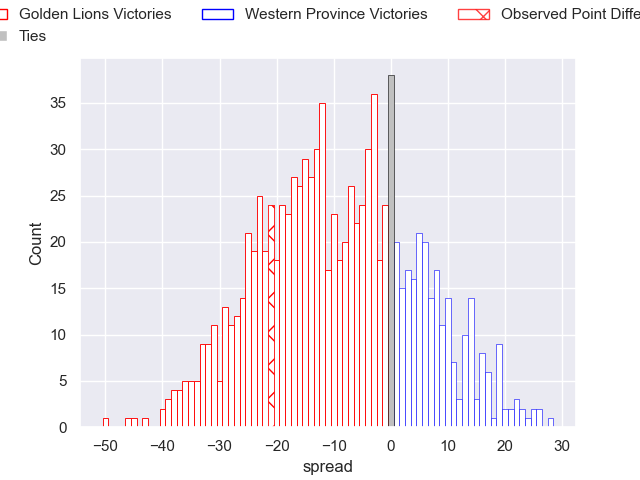 Golden Lions Victories Western Province Victories Observed Point Diffe
Ties
35
30
25
20
15
10
5
0
Count
−50 −40 −30 −20 −10 0 10 20 30
spread